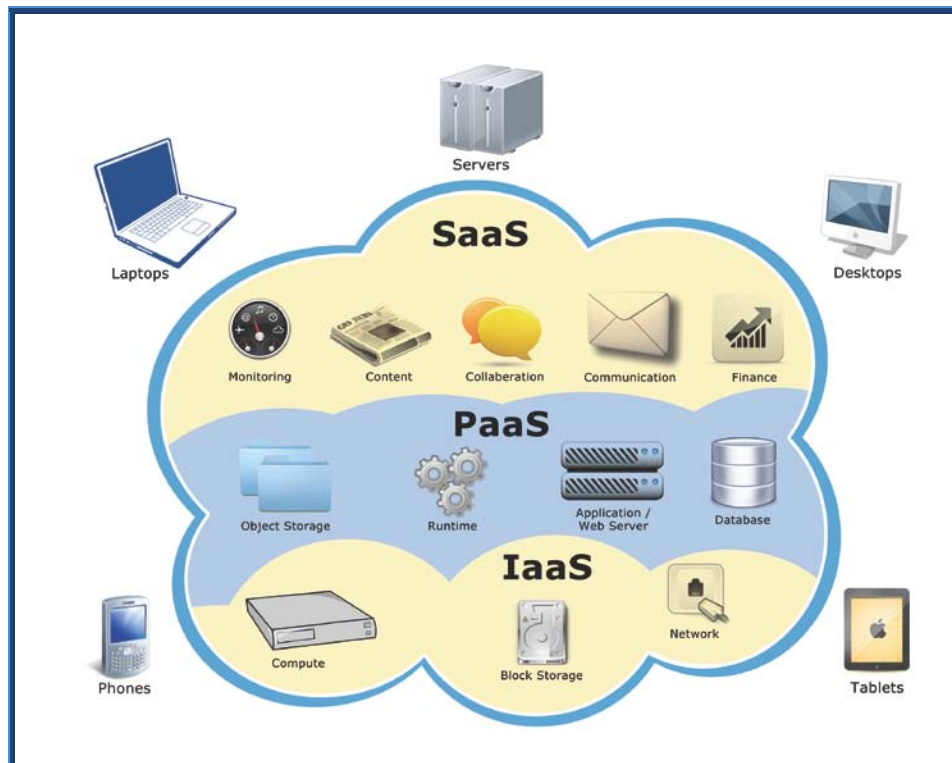 Servers
Laptops
Desktops
SaaS
Monitoring
Content
Collaberation
Communication
Finance
PaaS
Object Storage
Runtime
Application /
Web Server
Database
IaaS
Compute
Block Storage
Network
Phones
Tablets